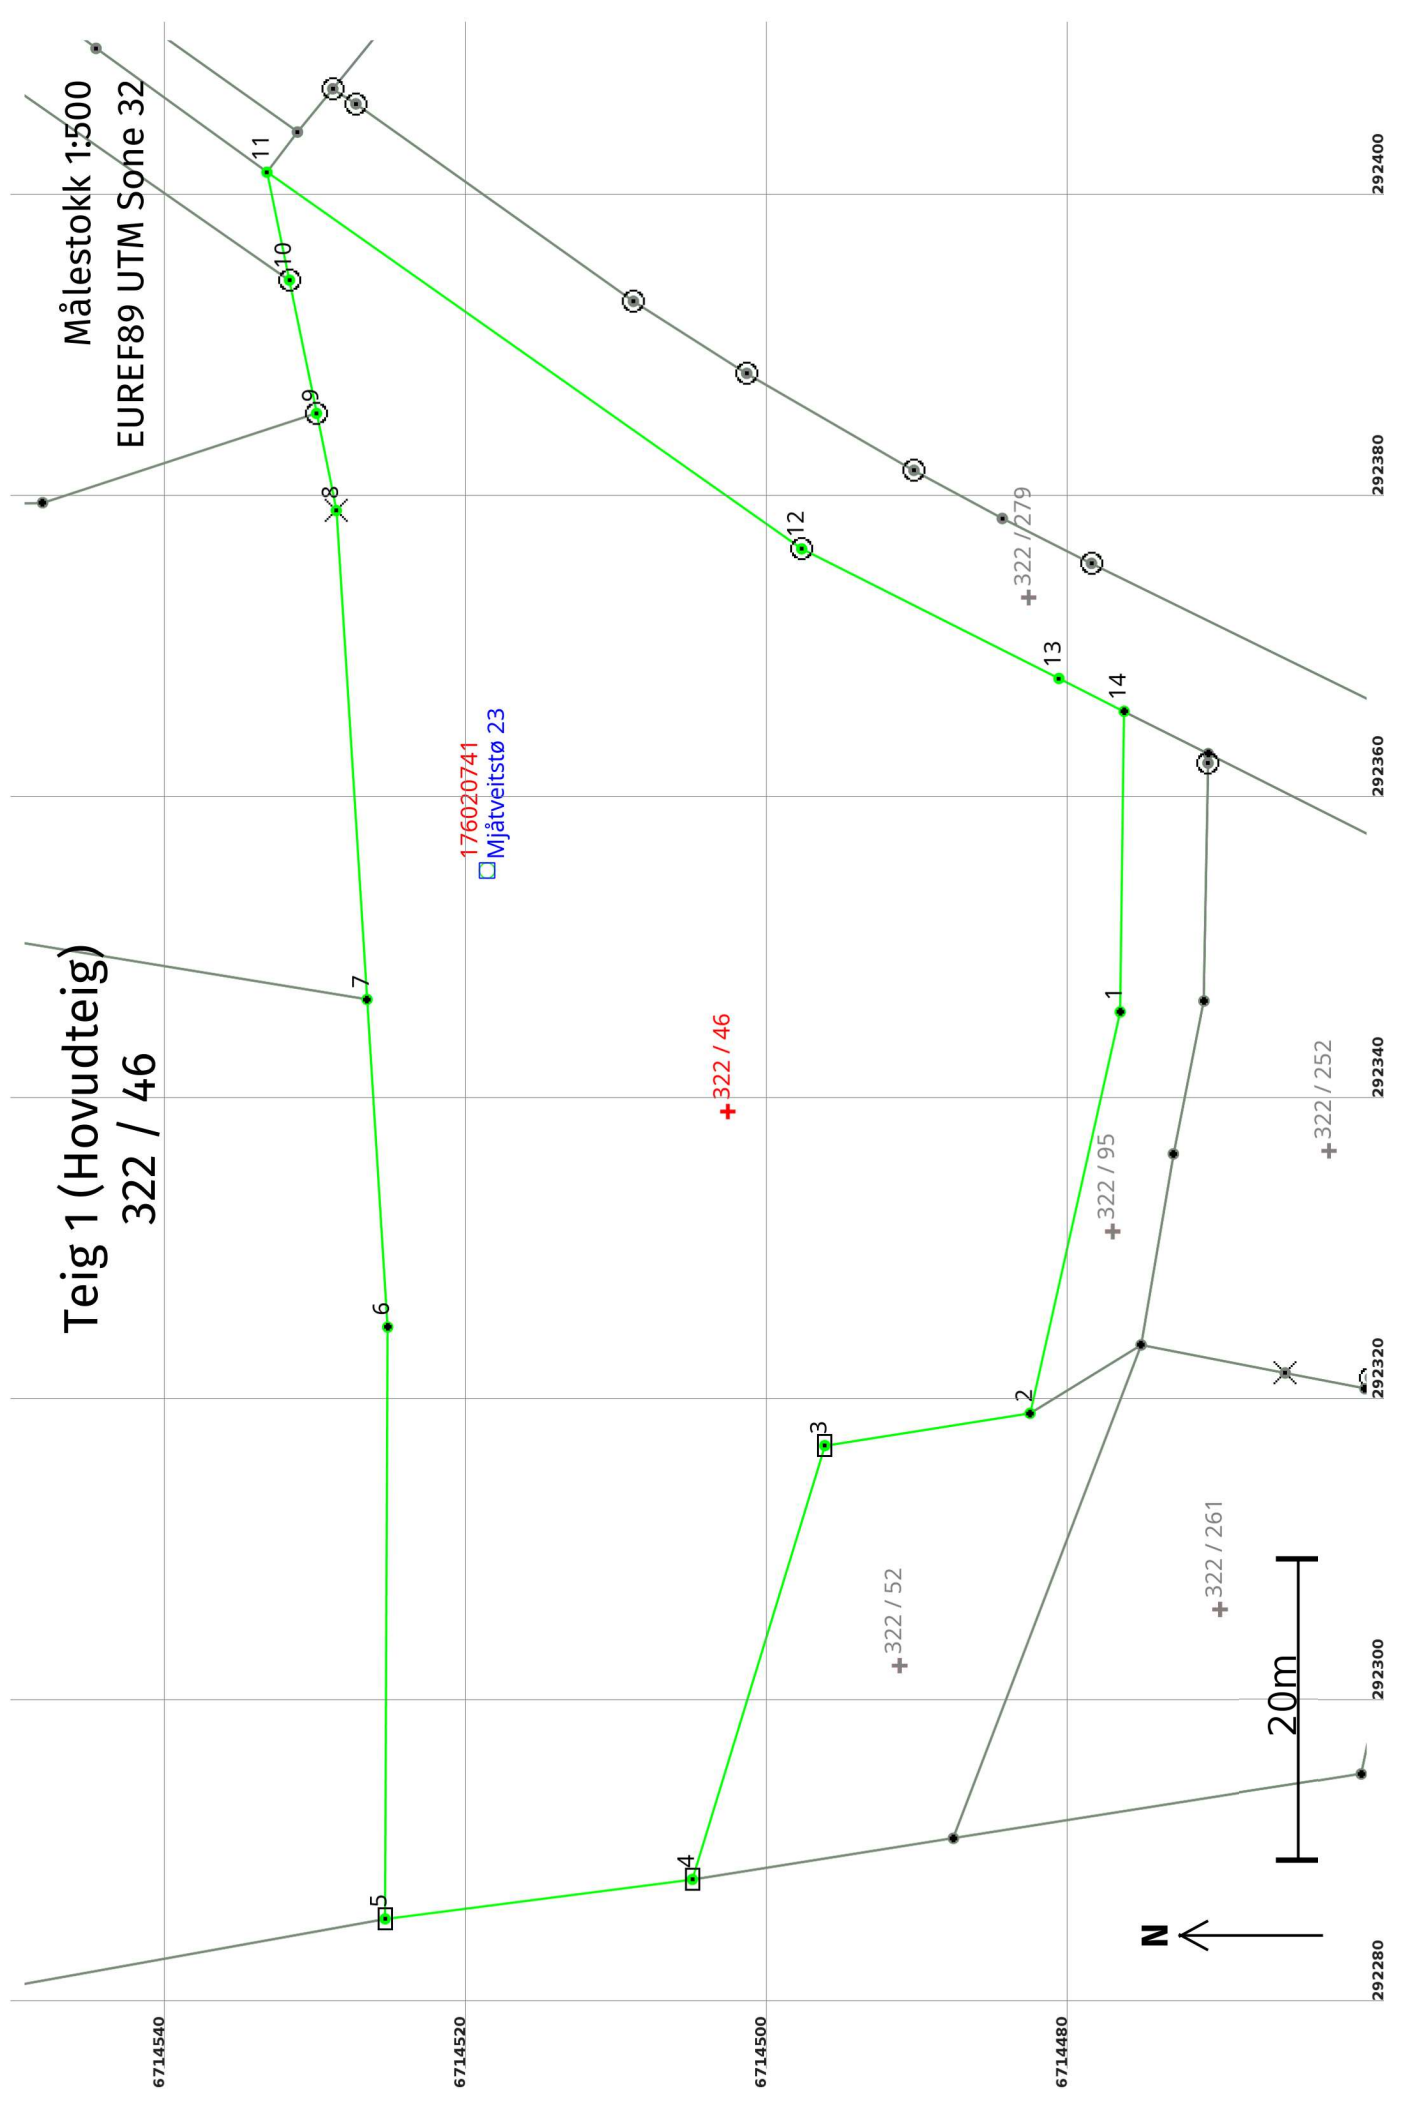 Teig 1 (Hovudteig)
322 / 46
Målestokk 1:500
EUREF89 UTM Sone 32
11
10
9
8
7
6
5
4
3
2
1
12
13
14
176020741
Mjåtveitstø 23
322 / 46
322 / 279
322 / 95
322 / 252
322 / 52
322 / 261
20m
N
6714540
6714520
6714500
6714480
292280
292300
292320
292340
292360
292380
292400